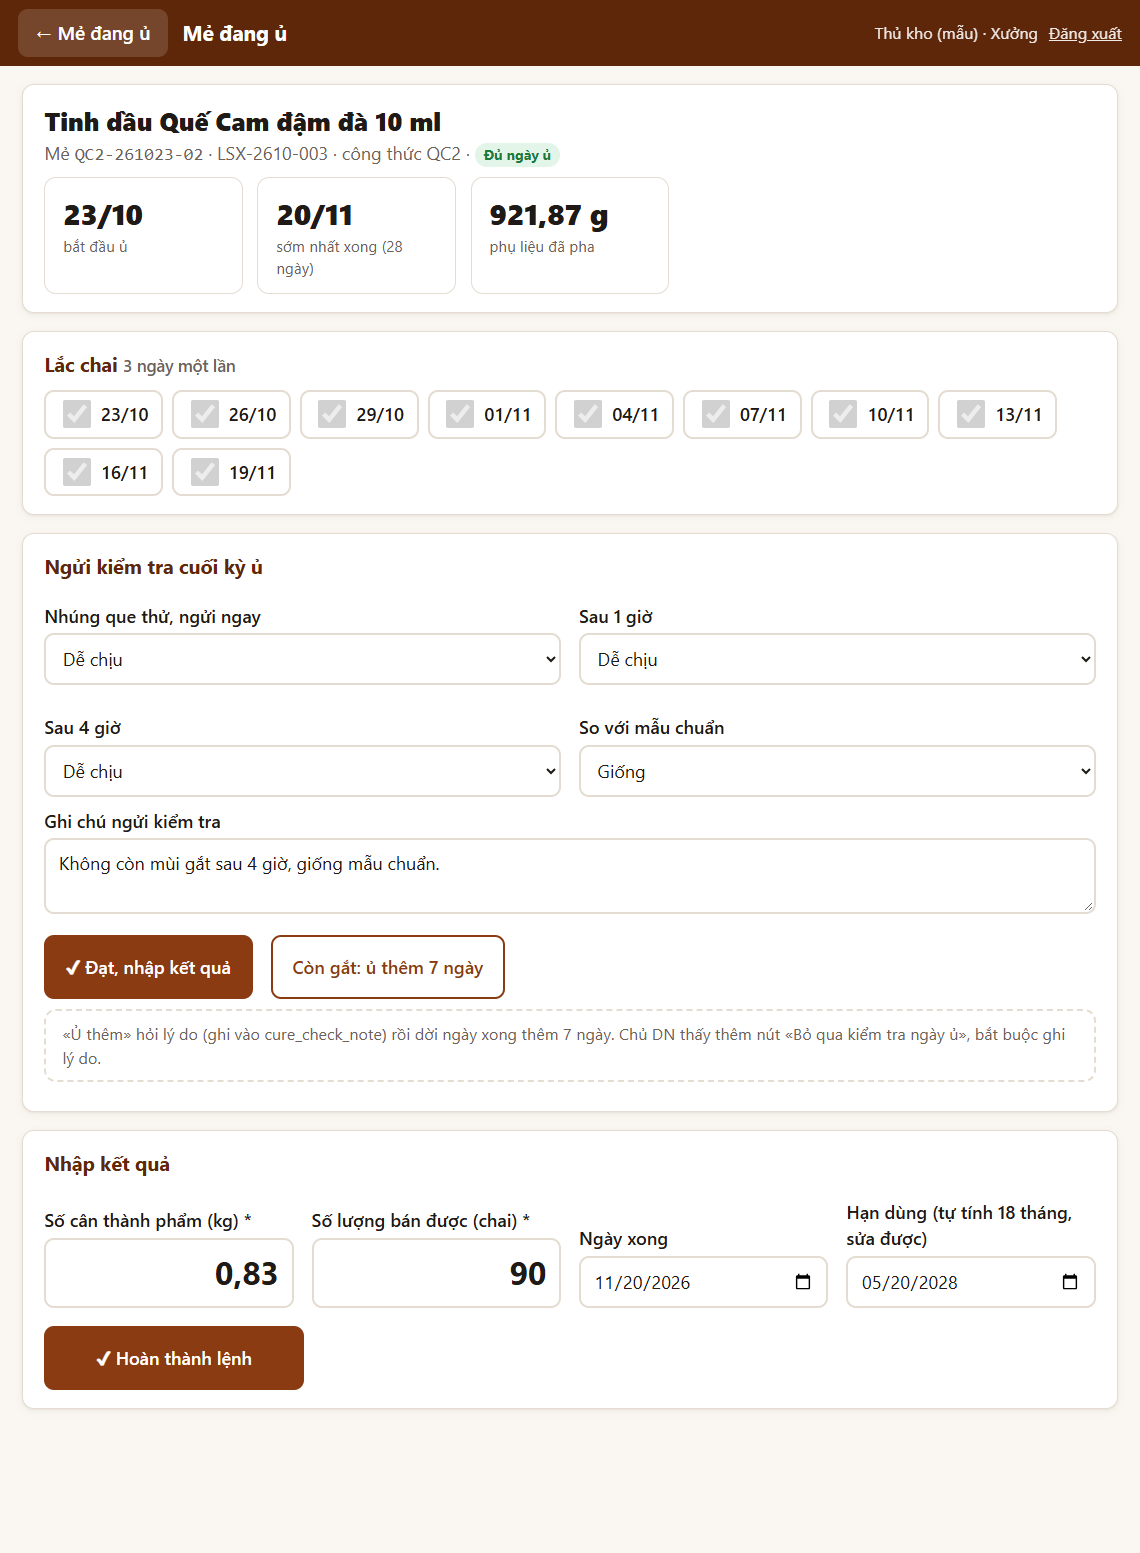 ← Mẻ đang ủ
Mẻ đang ủ
Thủ kho (mẫu) · Xưởng Đăng xuất
Tinh dầu Quế Cam đậm đà 10 ml
Mẻ QC2-261023-02 · LSX-2610-003 · công thức QC2 · Đủ ngày ủ
23/10
bắt đầu ủ
20/11
sớm nhất xong (28
ngày)
921,87 g
phụ liệu đã pha
Lắc chai 3 ngày một lần
23/10 26/10 29/10 01/11 04/11 07/11 10/11 13/11
16/11 19/11
Ngửi kiểm tra cuối kỳ ủ
Nhúng que thử, ngửi ngay
Dễ chịu
Sau 1 giờ
Dễ chịu
Sau 4 giờ
Dễ chịu
So với mẫu chuẩn
Giống
Ghi chú ngửi kiểm tra
Không còn mùi gắt sau 4 giờ, giống mẫu chuẩn.
✓ Đạt, nhập kết quả
Còn gắt: ủ thêm 7 ngày
«Ủ thêm» hỏi lý do (ghi vào cure_check_note) rồi dời ngày xong thêm 7 ngày. Chủ DN thấy thêm nút «Bỏ qua kiểm tra ngày ủ», bắt buộc ghi
lý do.
Nhập kết quả
Số cân thành phẩm (kg) *
0,83
Số lượng bán được (chai) *
90
Ngày xong
11/20/2026
Hạn dùng (tự tính 18 tháng,
sửa được)
05/20/2028
✓ Hoàn thành lệnh